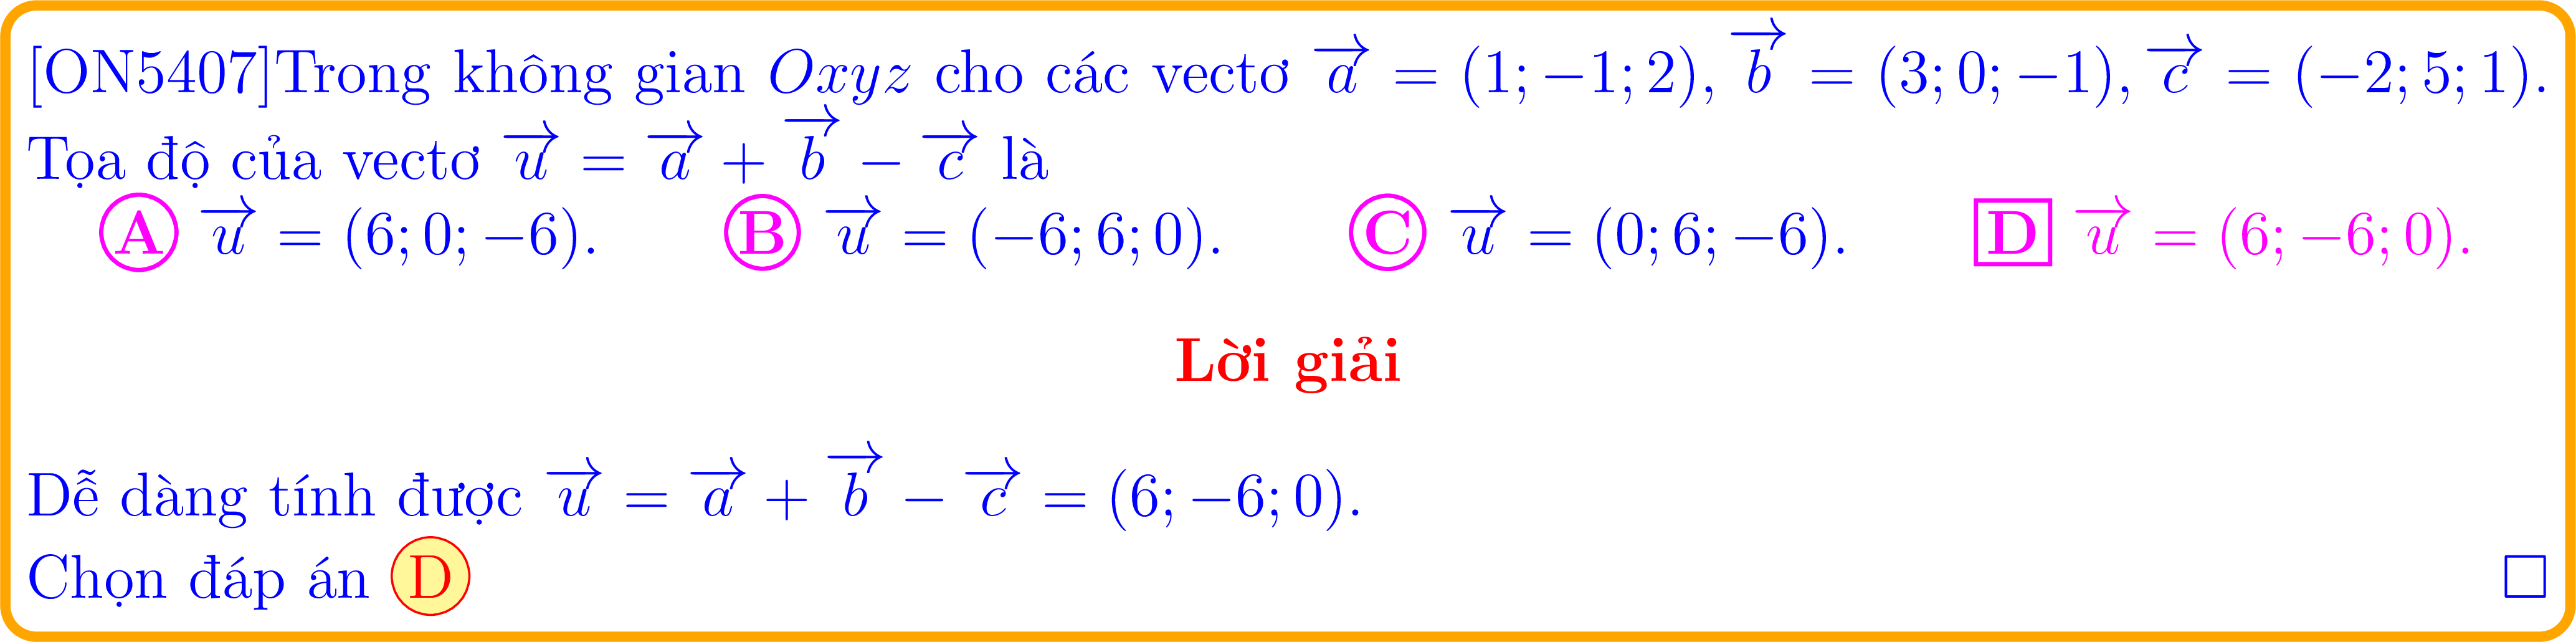 [ON5407]Trong không gian $Oxyz$ cho các vectơ $\overrightarrow{a} = (1; -1; 2), \overrightarrow{b} = (3; 0; -1), \overrightarrow{c} = (-2; 5; 1).$
Tọa độ của vectơ $\overrightarrow{u} = \overrightarrow{a} + \overrightarrow{b} - \overrightarrow{c}$ là
A $\overrightarrow{u} = (6; 0; -6).$ B $\overrightarrow{u} = (-6; 6; 0).$ C $\overrightarrow{u} = (0; 6; -6).$ D $\overrightarrow{u} = (6; -6; 0).$
Lời giải
Dễ dàng tính được $\overrightarrow{u} = \overrightarrow{a} + \overrightarrow{b} - \overrightarrow{c} = (6; -6; 0).$
Chọn đáp án D □